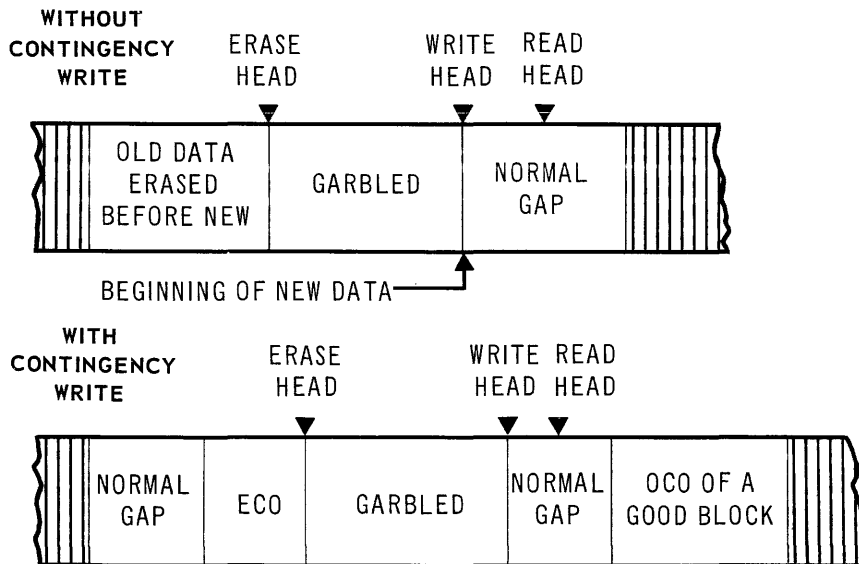 WITHOUT
CONTINGENCY
WRITE
ERASE
HEAD
WRITE
HEAD
READ
HEAD
OLD DATA
ERASED
BEFORE NEW
GARBLED
NORMAL
GAP
BEGINNING OF NEW DATA
WITH
CONTINGENCY
WRITE
ERASE
HEAD
WRITE
HEAD
READ
HEAD
NORMAL
GAP
ECO
GARBLED
NORMAL
GAP
OCO OF A
GOOD BLOCK